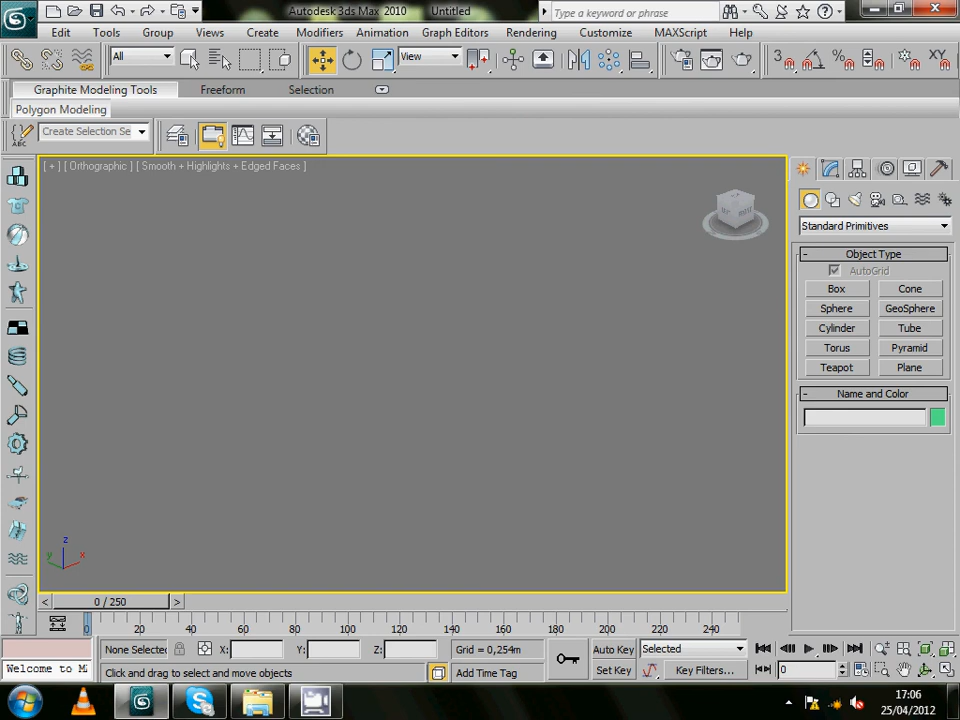 Autodesk 3ds Max 2010 Untitled Type a keyword or phrase
Edit Tools Group Views Create Modifiers Animation Graph Editors Rendering Customize MAXScript Help
All View 3 % XY
Graphite Modeling Tools Freeform Selection
Polygon Modeling
ABC Create Selection Se
[ + ] [ Orthographic ] [ Smooth + Highlights + Edged Faces ]
Standard Primitives
- Object Type
AutoGrid
Box Cone
Sphere GeoSphere
Cylinder Tube
Torus Pyramid
Teapot Plane
- Name and Color
z
y x
< 0 / 250 >
0 20 40 60 80 100 120 140 160 180 200 220 240
None Selected X: Y: Z: Grid = 0,254m Auto Key Selected
Welcome to M Click and drag to select and move objects Add Time Tag Set Key Key Filters... 0
17:06
25/04/2012